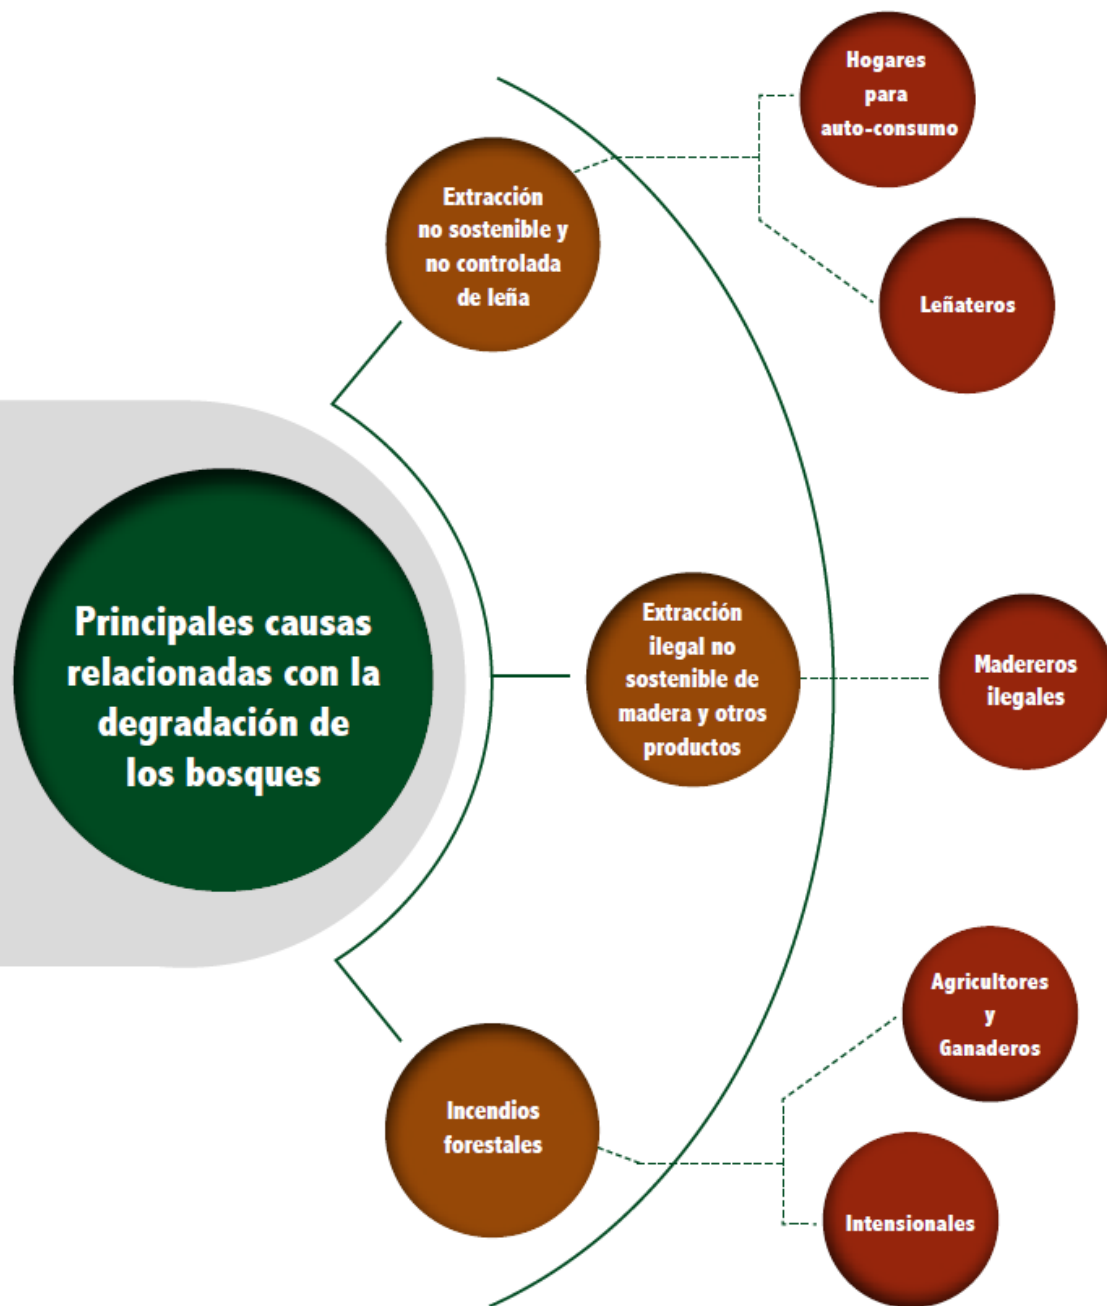 Principales causas
relacionadas con la
degradación de
los bosques
Extracción
no sostenible y
no controlada
de leña
Hogares
para
auto-consumo
Leñateros
Extracción
ilegal no
sostenible de
madera y otros
productos
Madereros
ilegales
Incendios
forestales
Agricultores
y
Ganaderos
Intensionales